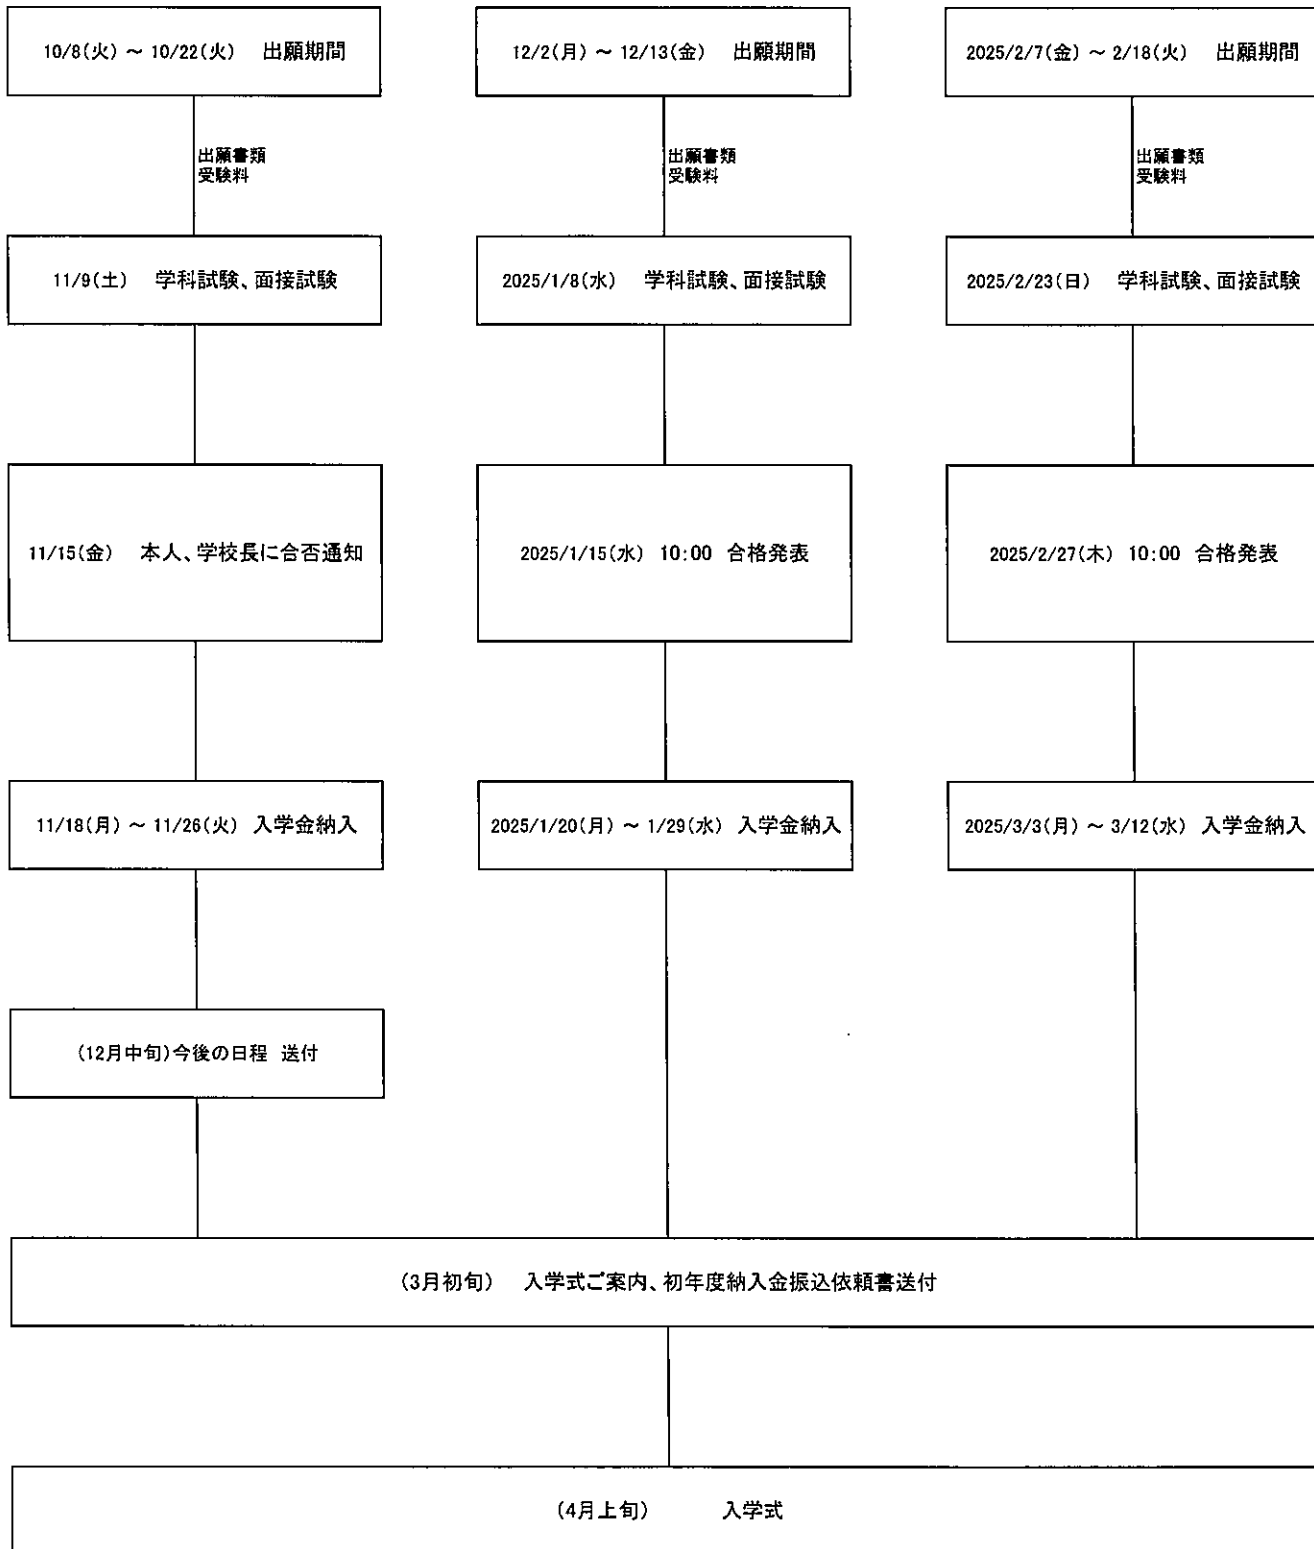 10/8(火) ～ 10/22(火)　出願期間
12/2(月) ～ 12/13(金)　出願期間
2025/2/7(金) ～ 2/18(火)　出願期間
出願書類
受験料
出願書類
受験料
出願書類
受験料
11/9(土)　学科試験、面接試験
2025/1/8(水)　学科試験、面接試験
2025/2/23(日)　学科試験、面接試験
11/15(金)　本人、学校長に合否通知
2025/1/15(水) 10:00 合格発表
2025/2/27(木) 10:00 合格発表
11/18(月) ～ 11/26(火) 入学金納入
2025/1/20(月) ～ 1/29(水) 入学金納入
2025/3/3(月) ～ 3/12(水) 入学金納入
(12月中旬)今後の日程 送付
(3月初旬)　入学式ご案内、初年度納入金振込依頼書送付
(4月上旬)　　　入学式